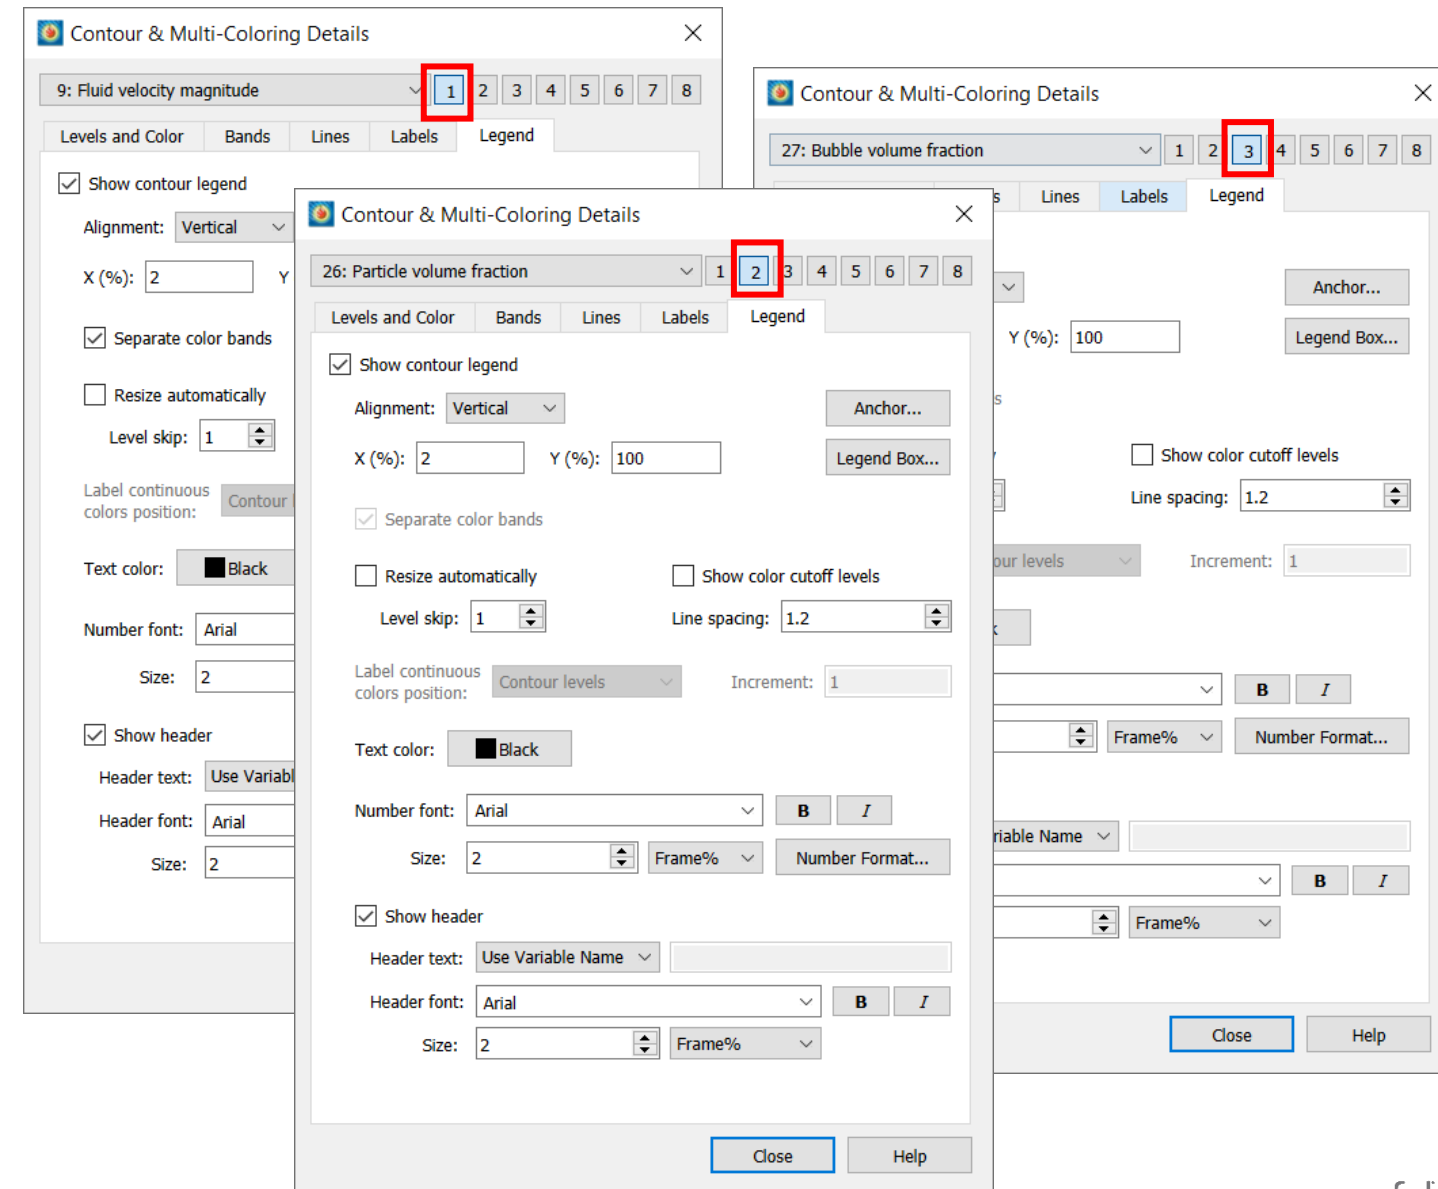 Contour & Multi-Coloring Details
9: Fluid velocity magnitude 1 2 3 4 5 6 7 8
Levels and Color Bands Lines Labels Legend
Show contour legend
Alignment: Vertical
X (%): 2 Y
Separate color bands
Resize automatically
Level skip: 1
Label continuous
colors position: Contour
Text color: Black
Number font: Arial
Size: 2
Show header
Header text: Use Variabl
Header font: Arial
Size: 2
Contour & Multi-Coloring Details
26: Particle volume fraction 1 2 3 4 5 6 7 8
Levels and Color Bands Lines Labels Legend
Show contour legend
Alignment: Vertical Anchor...
X (%): 2 Y (%): 100 Legend Box...
Separate color bands
Resize automatically Show color cutoff levels
Level skip: 1 Line spacing: 1.2
Label continuous
colors position: Contour levels Increment: 1
Text color: Black
Number font: Arial B I
Size: 2 Frame% Number Format...
Show header
Header text: Use Variable Name
Header font: Arial B I
Size: 2 Frame%
Close Help
Contour & Multi-Coloring Details
27: Bubble volume fraction 1 2 3 4 5 6 7 8
s Lines Labels Legend
Anchor...
Y (%): 100 Legend Box...
s
Show color cutoff levels
Line spacing: 1.2
our levels Increment: 1
B I
Frame% Number Format...
riable Name
B I
Frame%
Close Help